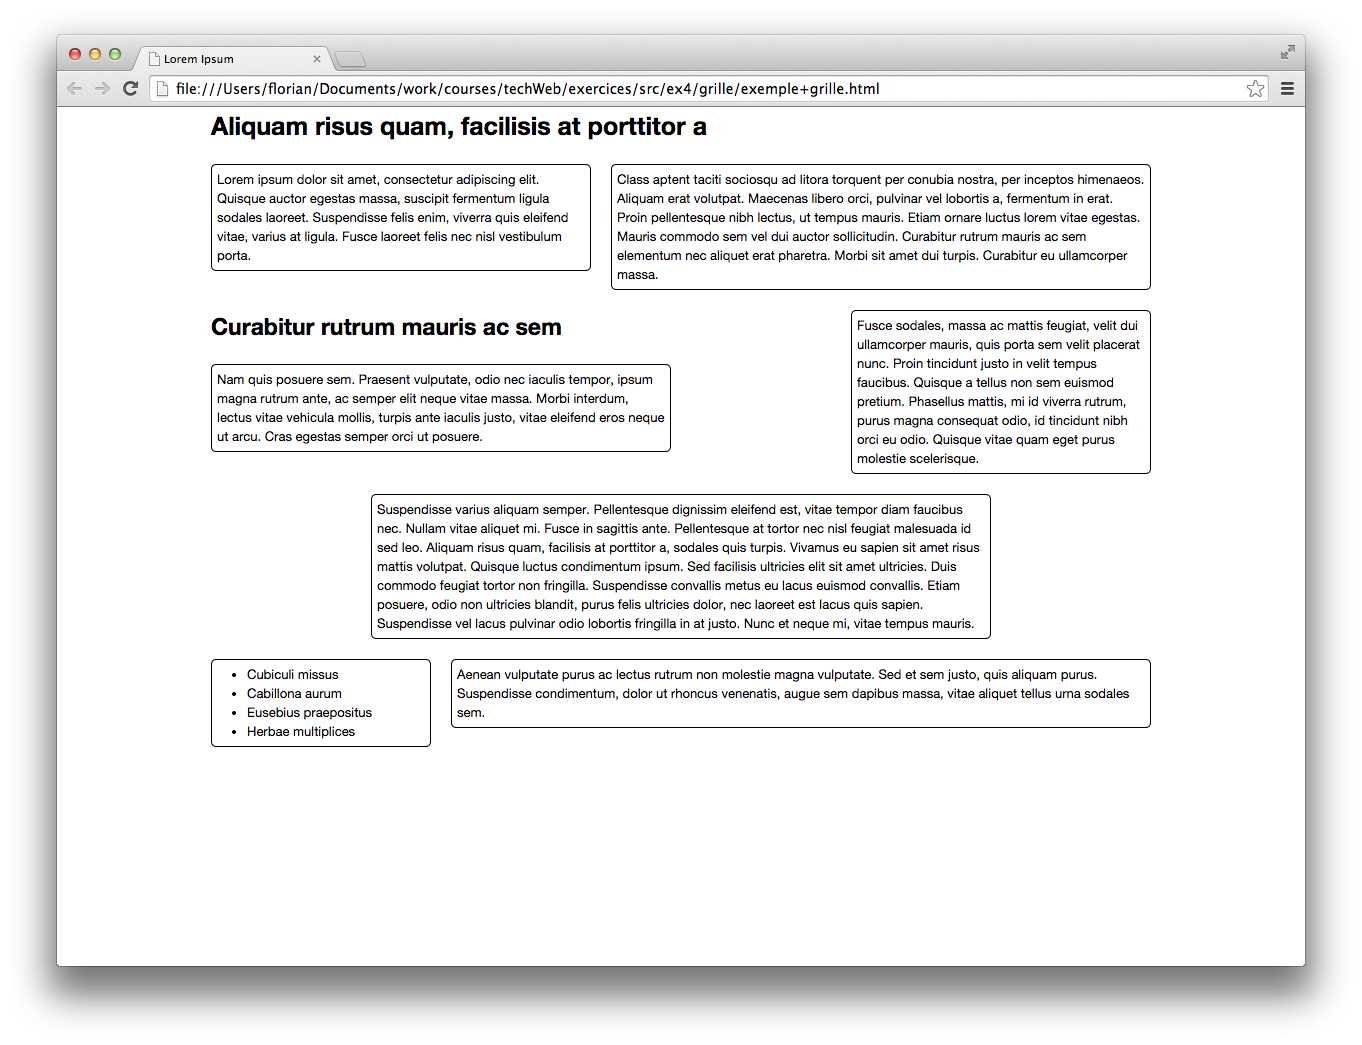 Lorem Ipsum
file:///Users/florian/Documents/work/courses/techWeb/exercices/src/ex4/grille/exemple+grille.html
Aliquam risus quam, facilisis at porttitor a
Lorem ipsum dolor sit amet, consectetur adipiscing elit.
Quisque auctor egestas massa, suscipit fermentum ligula
sodales laoreet. Suspendisse felis enim, viverra quis eleifend
vitae, varius at ligula. Fusce laoreet felis nec nisl vestibulum
porta.
Class aptent taciti sociosqu ad litora torquent per conubia nostra, per inceptos himenaeos.
Aliquam erat volutpat. Maecenas libero orci, pulvinar vel lobortis a, fermentum in erat.
Proin pellentesque nibh lectus, ut tempus mauris. Etiam ornare luctus lorem vitae egestas.
Mauris commodo sem vel dui auctor sollicitudin. Curabitur rutrum mauris ac sem
elementum nec aliquet erat pharetra. Morbi sit amet dui turpis. Curabitur eu ullamcorper
massa.
Curabitur rutrum mauris ac sem
Nam quis posuere sem. Praesent vulputate, odio nec iaculis tempor, ipsum
magna rutrum ante, ac semper elit neque vitae massa. Morbi interdum,
lectus vitae vehicula mollis, turpis ante iaculis justo, vitae eleifend eros neque
ut arcu. Cras egestas semper orci ut posuere.
Fusce sodales, massa ac mattis feugiat, velit dui
ullamcorper mauris, quis porta sem velit placerat
nunc. Proin tincidunt justo in velit tempus
faucibus. Quisque a tellus non sem euismod
pretium. Phasellus mattis, mi id viverra rutrum,
purus magna consequat odio, id tincidunt nibh
orci eu odio. Quisque vitae quam eget purus
molestie scelerisque.
Suspendisse varius aliquam semper. Pellentesque dignissim eleifend est, vitae tempor diam faucibus
nec. Nullam vitae aliquet mi. Fusce in sagittis ante. Pellentesque at tortor nec nisl feugiat malesuada id
sed leo. Aliquam risus quam, facilisis at porttitor a, sodales quis turpis. Vivamus eu sapien sit amet risus
mattis volutpat. Quisque luctus condimentum ipsum. Sed facilisis ultricies elit sit amet ultricies. Duis
commodo feugiat tortor non fringilla. Suspendisse convallis metus eu lacus euismod convallis. Etiam
posuere, odio non ultricies blandit, purus felis ultricies dolor, nec laoreet est lacus quis sapien.
Suspendisse vel lacus pulvinar odio lobortis fringilla in at justo. Nunc et neque mi, vitae tempus mauris.
• Cubiculi missus
• Cabillona aurum
• Eusebius praepositus
• Herbae multiplices
Aenean vulputate purus ac lectus rutrum non molestie magna vulputate. Sed et sem justo, quis aliquam purus.
Suspendisse condimentum, dolor ut rhoncus venenatis, augue sem dapibus massa, vitae aliquet tellus urna sodales
sem.